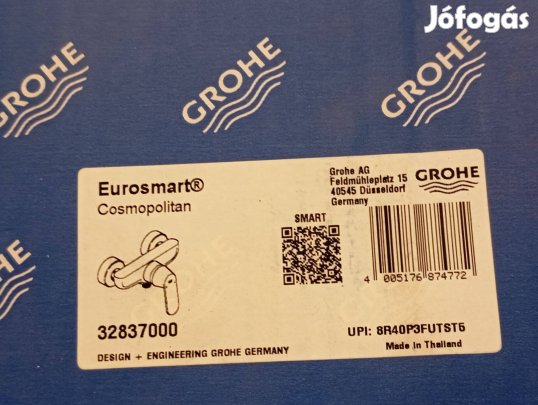 Jófogás
GROHE
GROHE
GROHE
GROHE
Eurosmart®
Cosmopolitan
Grohe AG
Feldmühleplatz 15
40545 Düsseldorf
Germany
GROHE
SMART
4 005176 874772
32837000
UPI: 8R40P3FUTST5
Made in Thailand
DESIGN + ENGINEERING GROHE GERMANY